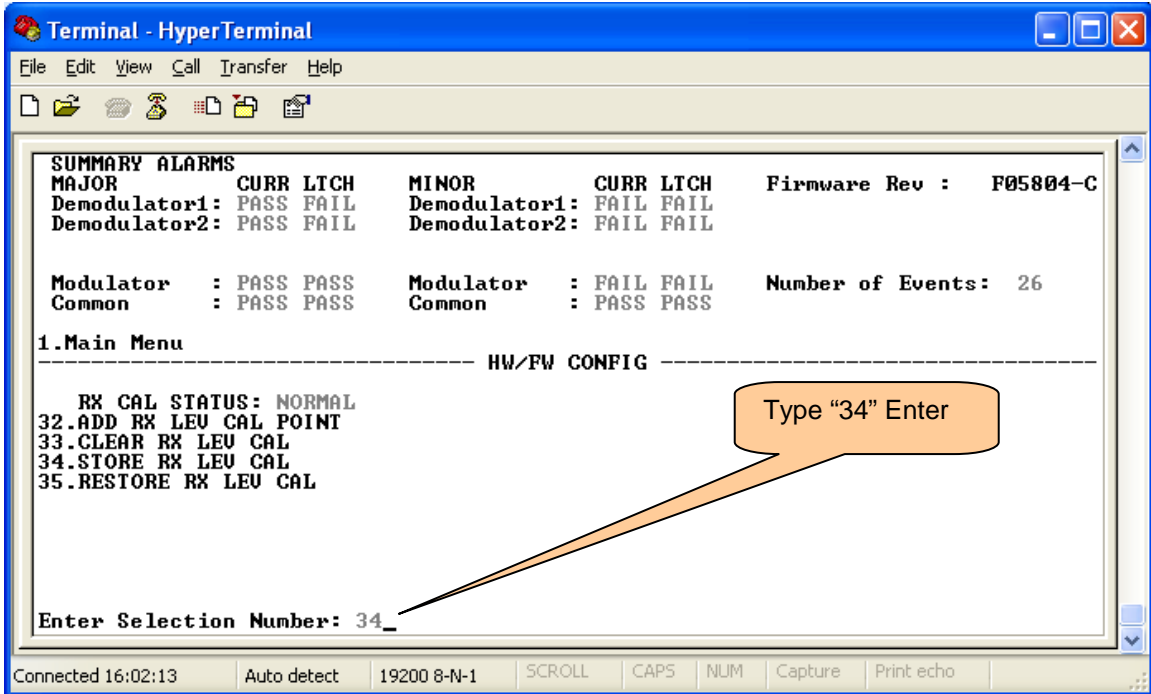 Terminal - HyperTerminal
File Edit View Call Transfer Help
SUMMARY ALARMS
MAJOR CURR LTCH MINOR CURR LTCH Firmware Rev : F05804-C
Demodulator1: PASS FAIL Demodulator1: FAIL FAIL
Demodulator2: PASS FAIL Demodulator2: FAIL FAIL
Modulator : PASS PASS Modulator : FAIL FAIL Number of Events: 26
Common : PASS PASS Common : PASS PASS
1.Main Menu
---------------------------------- HW/FW CONFIG ----------------------------------
RX CAL STATUS: NORMAL
32.ADD RX LEV CAL POINT
33.CLEAR RX LEV CAL
34.STORE RX LEV CAL
35.RESTORE RX LEV CAL
Type “34” Enter
Enter Selection Number: 34_
Connected 16:02:13 Auto detect 19200 8-N-1 SCROLL CAPS NUM Capture Print echo